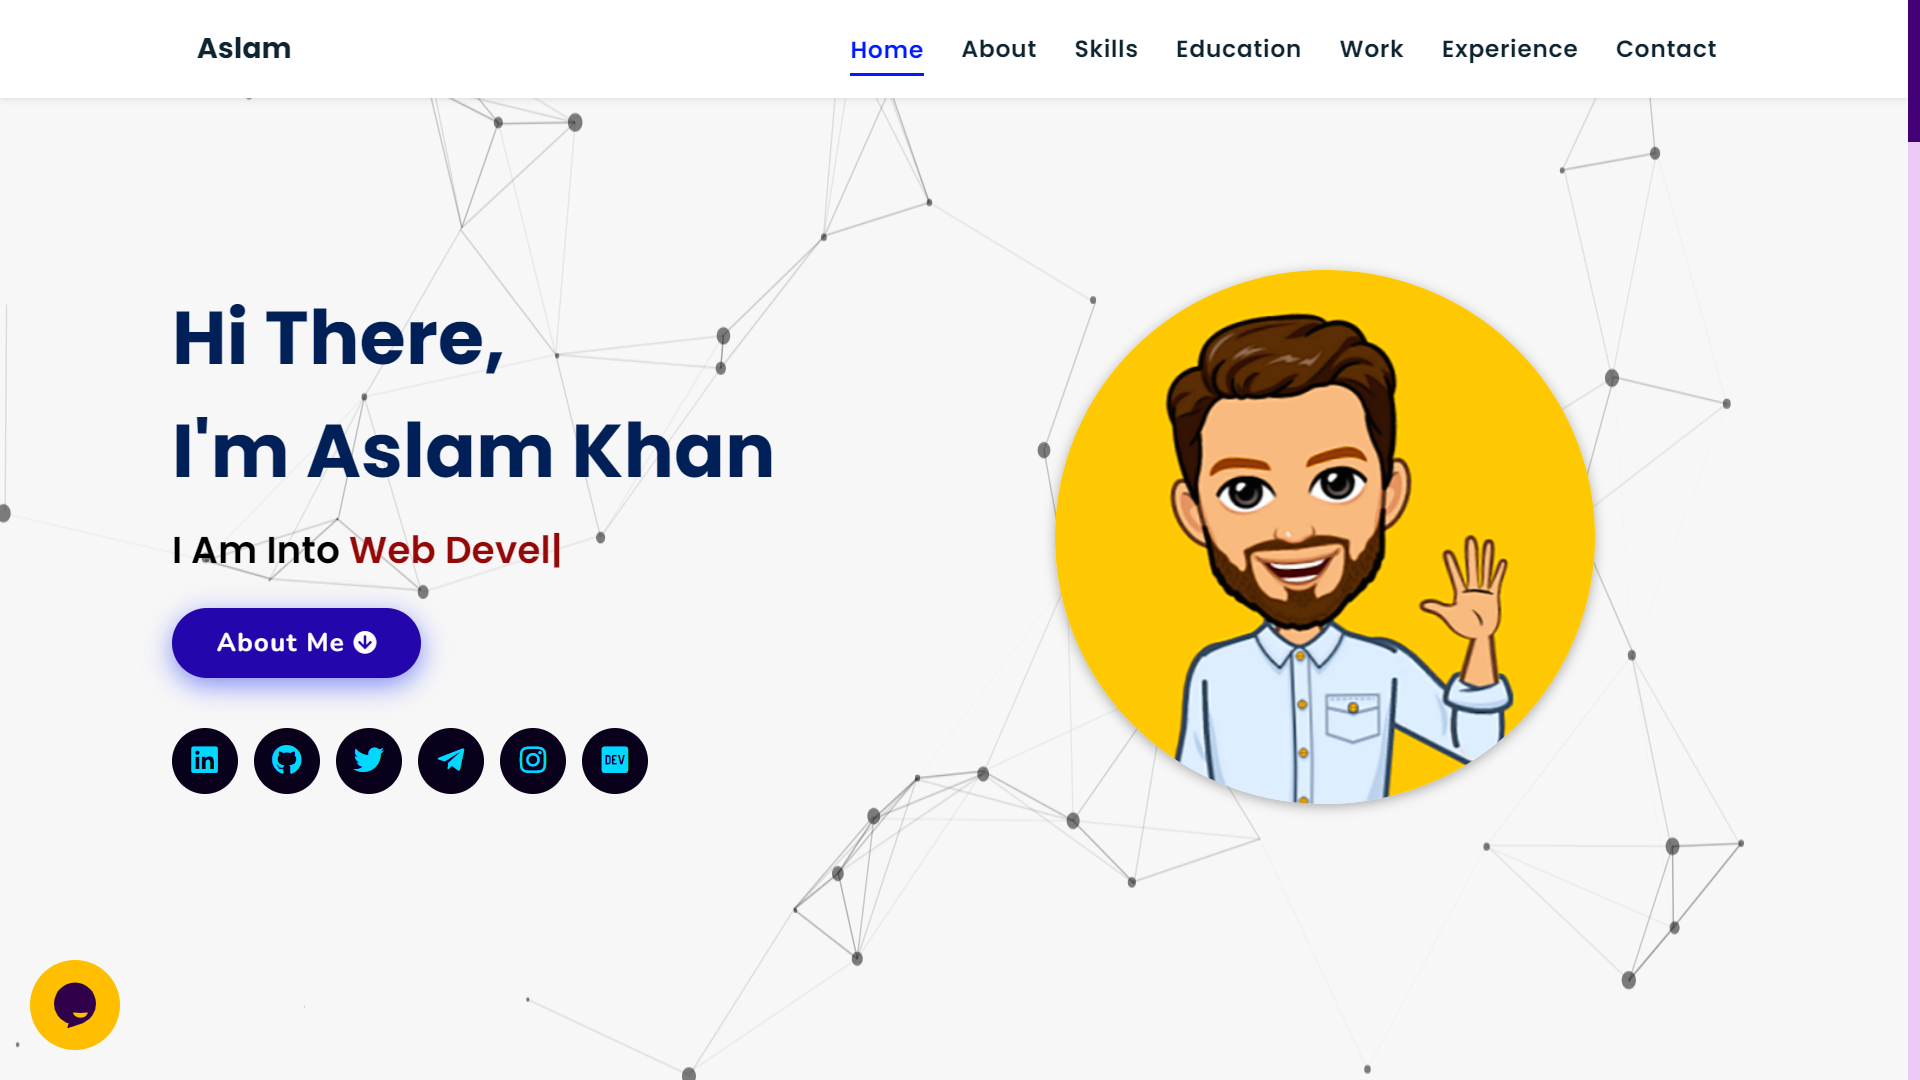 Aslam
Home About Skills Education Work Experience Contact
Hi There,
I'm Aslam Khan
I Am Into Web Devel|
About Me
DEV